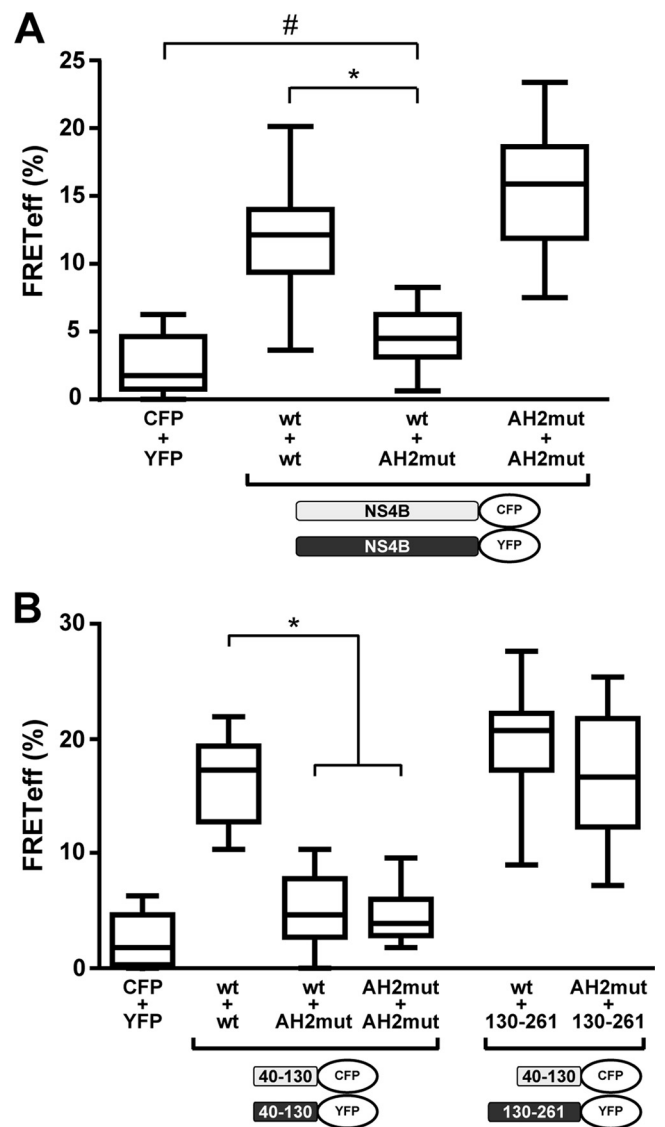 A
#
*
25
20
15
10
5
0
FRETeff (%)
CFP + YFP
wt + wt
wt + AH2mut
AH2mut + AH2mut
NS4B CFP
NS4B YFP
B
*
30
20
10
0
FRETeff (%)
CFP + YFP
wt + wt
wt + AH2mut
AH2mut + AH2mut
wt + 130-261
AH2mut + 130-261
40-130 CFP
40-130 YFP
40-130 CFP
130-261 YFP